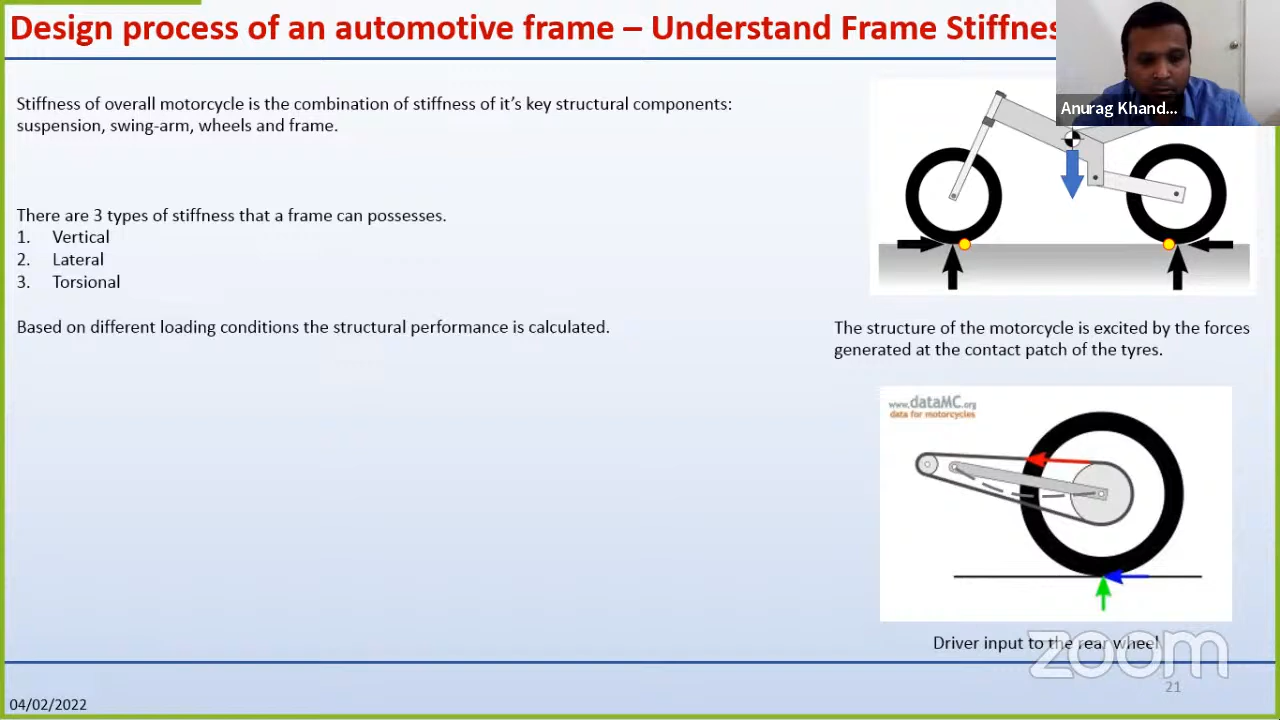 Design process of an automotive frame – Understand Frame Stiffnes
Anurag Khand...
Stiffness of overall motorcycle is the combination of stiffness of it's key structural components:
suspension, swing-arm, wheels and frame.
There are 3 types of stiffness that a frame can possesses.
1. Vertical
2. Lateral
3. Torsional
Based on different loading conditions the structural performance is calculated.
The structure of the motorcycle is excited by the forces
generated at the contact patch of the tyres.
www.dataMC.org
data for motorcycles
Driver input to the rear wheel
zoom
21
04/02/2022